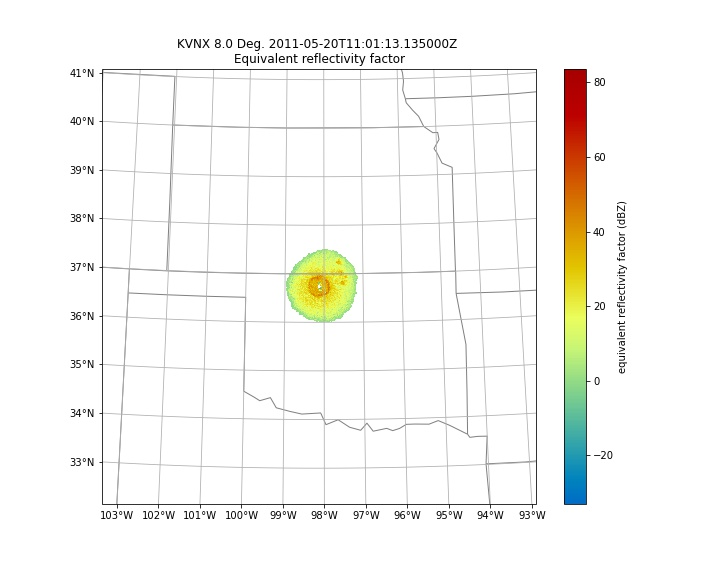 KVNX 8.0 Deg. 2011-05-20T11:01:13.135000Z
Equivalent reflectivity factor
41°N
40°N
39°N
38°N
37°N
36°N
35°N
34°N
33°N
103°W 102°W 101°W 100°W 99°W 98°W 97°W 96°W 95°W 94°W 93°W
80
60
40
20
0
−20
equivalent reflectivity factor (dBZ)